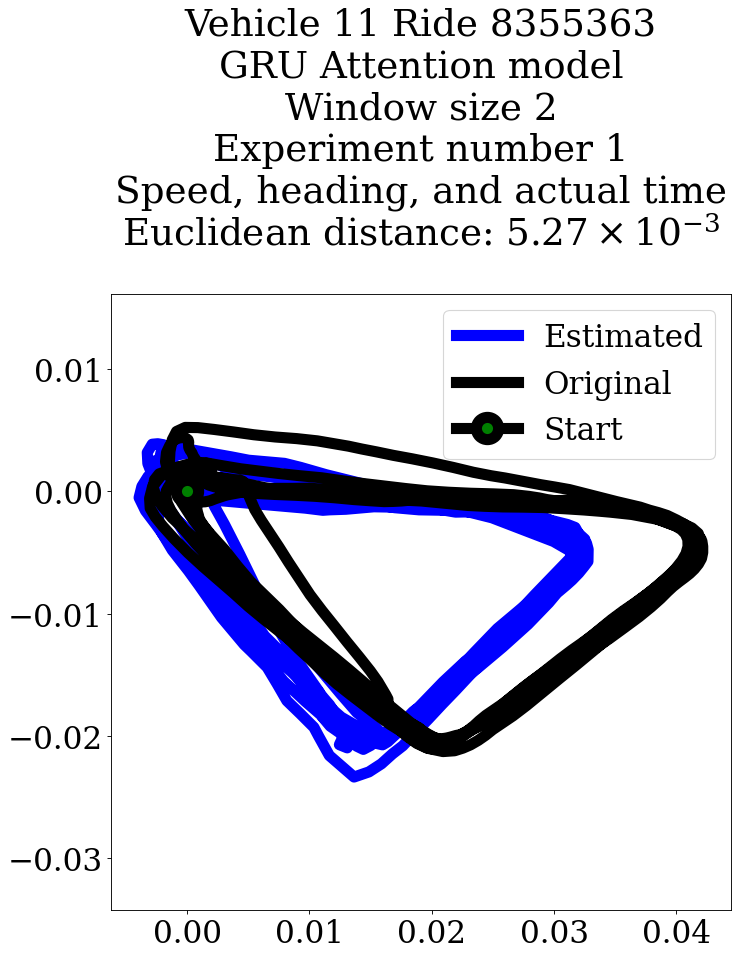 Vehicle 11 Ride 8355363
GRU Attention model
Window size 2
Experiment number 1
Speed, heading, and actual time
Euclidean distance: 5.27 × 10⁻³
Estimated
Original
Start
0.01
0.00
−0.01
−0.02
−0.03
0.00 0.01 0.02 0.03 0.04